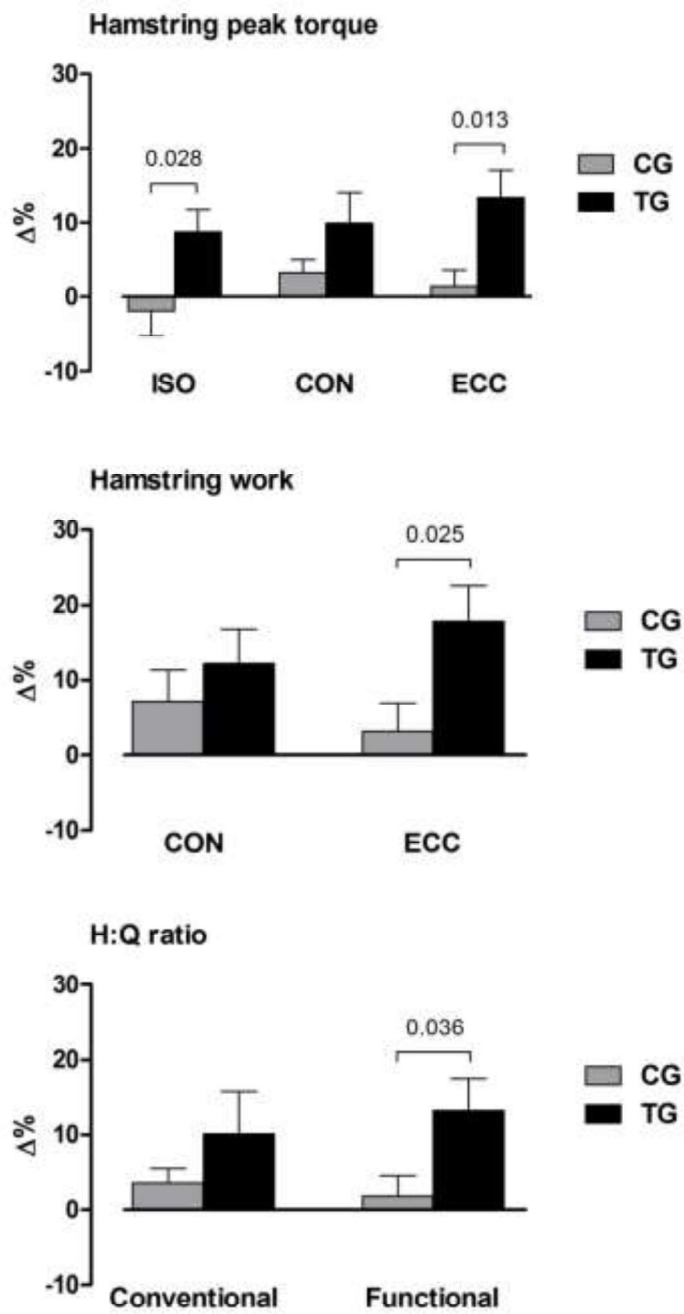 Hamstring peak torque
30
20
10
0
-10
Δ%
0.028
0.013
CG
TG
ISO CON ECC
Hamstring work
30
20
10
0
-10
Δ%
0.025
CG
TG
CON ECC
H:Q ratio
30
20
10
0
-10
Δ%
0.036
CG
TG
Conventional Functional